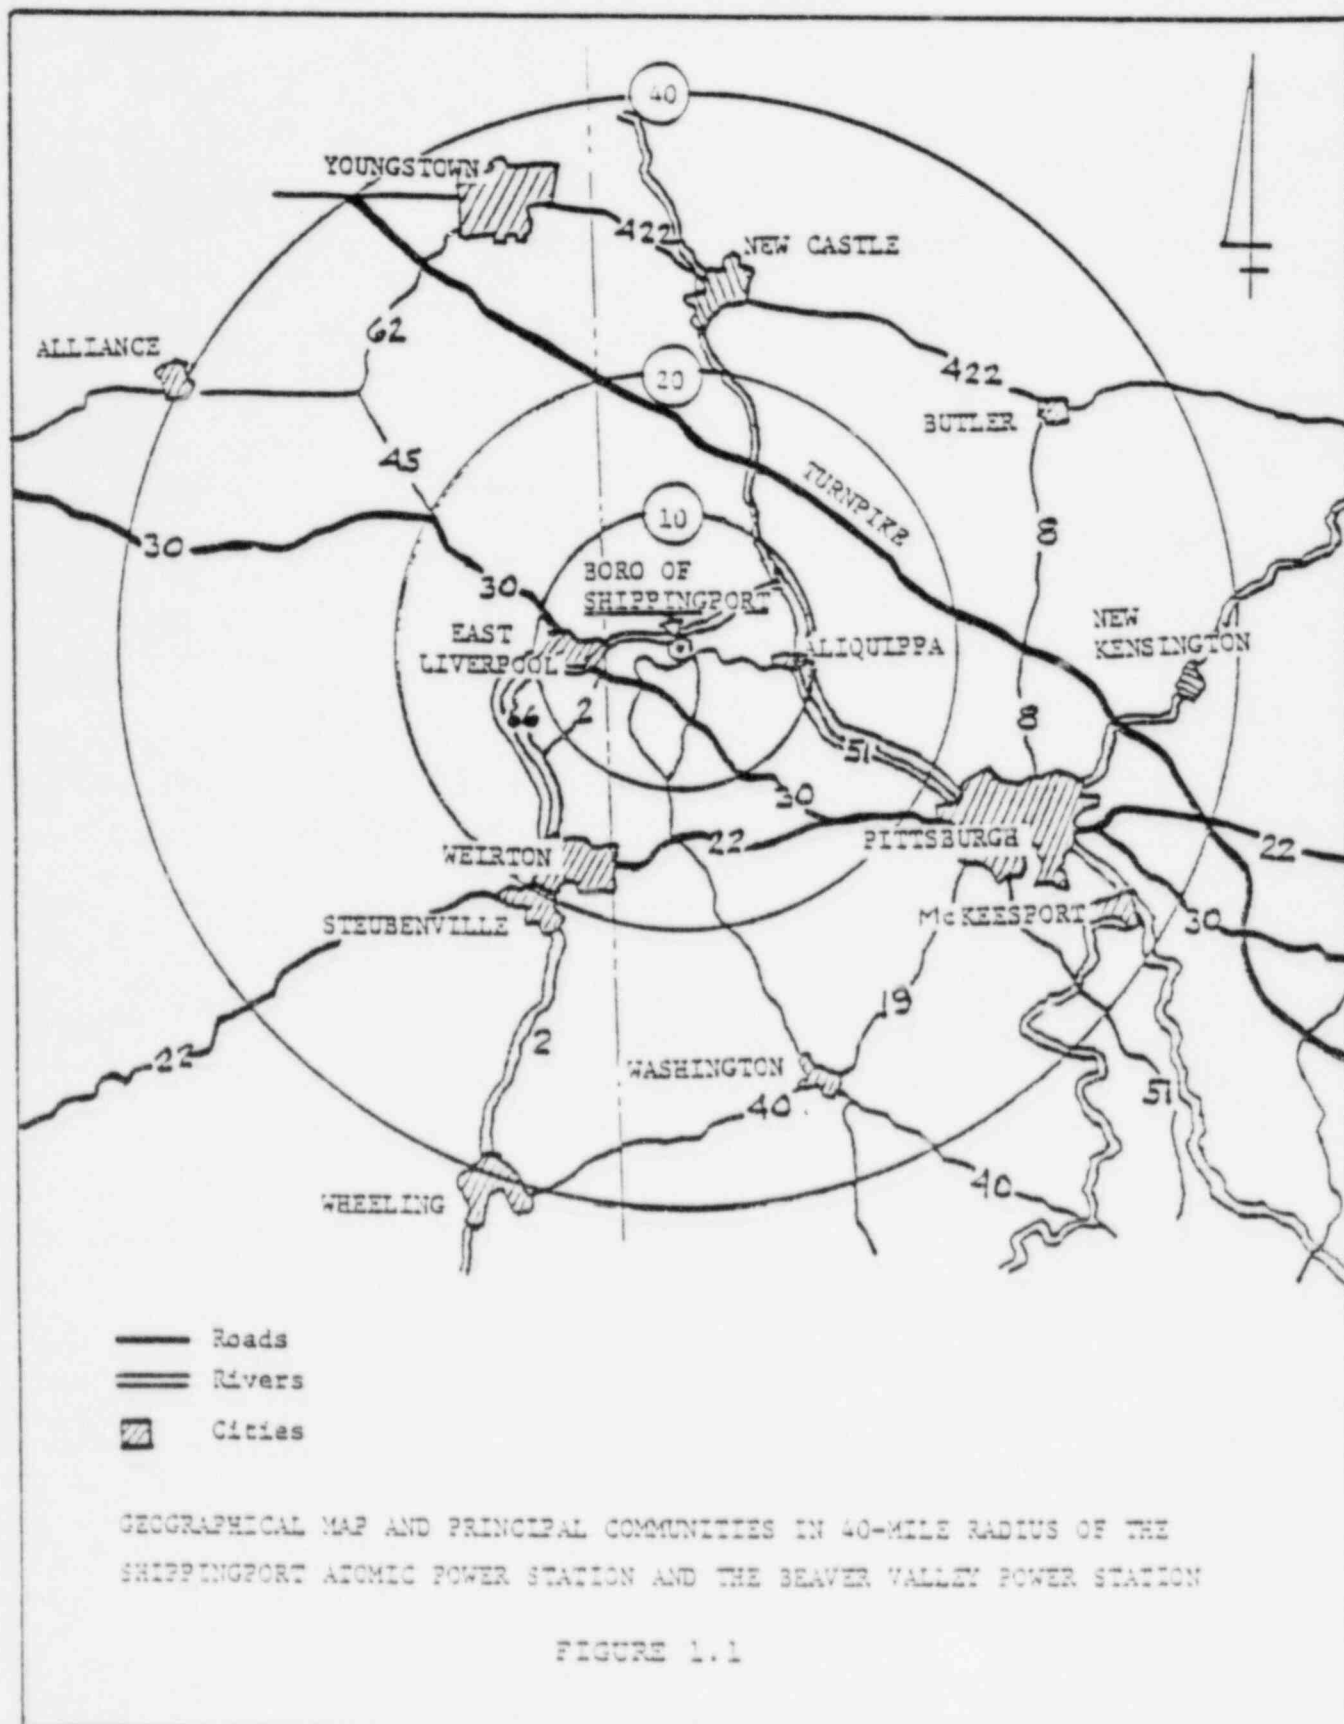 40
YOUNGSTOWN
422
NEW CASTLE
62
ALLIANCE
20
422
BUTLER
45
TURNPIKE
10
8
30
BORO OF
SHIPPINGPORT
30
EAST
LIVERPOOL
ALIQUIPPA
NEW
KENSINGTON
66
2
8
51
30
22
PITTSBURGH
22
WEIRTON
STEUBENVILLE
McKEESPORT
30
19
2
22
WASHINGTON
40
51
40
WHEELING
Roads
Rivers
Cities
GEOGRAPHICAL MAP AND PRINCIPAL COMMUNITIES IN 40-MILE RADIUS OF THE
SHIPPINGPORT ATOMIC POWER STATION AND THE BEAVER VALLEY POWER STATION
FIGURE 1.1